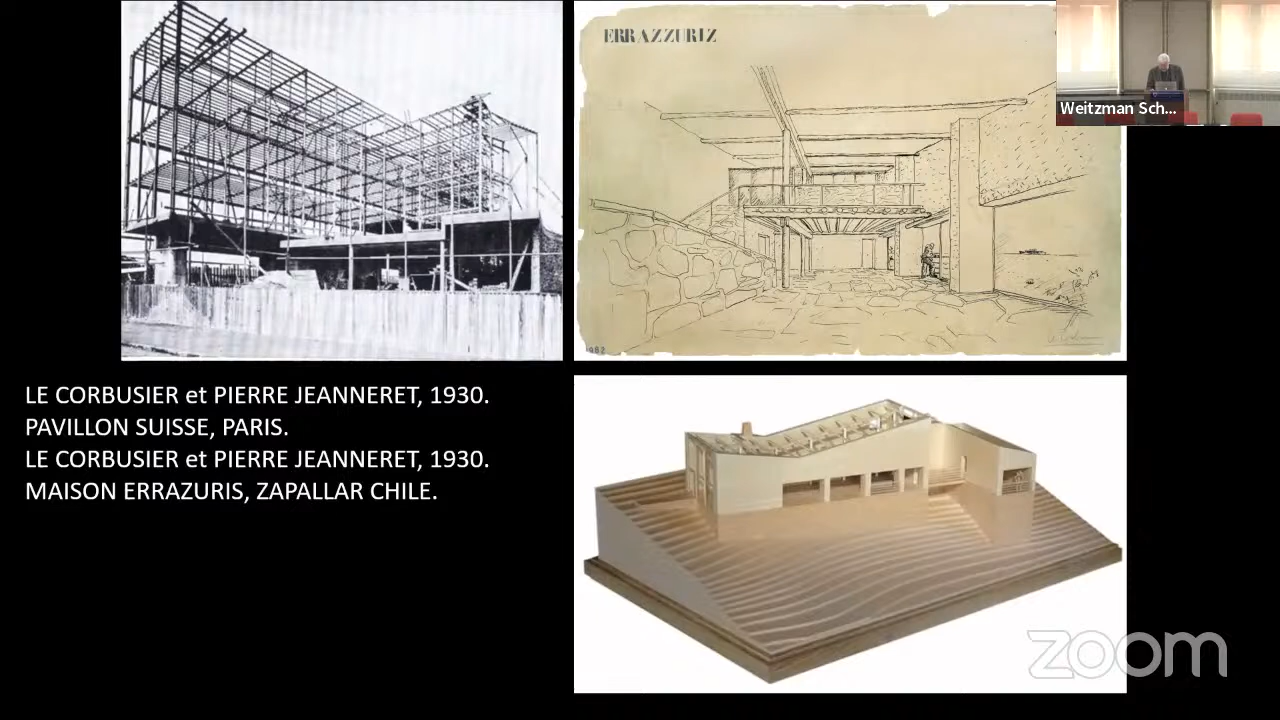 ERRAZZURIZ
Weitzman Sch...
LE CORBUSIER et PIERRE JEANNERET, 1930.
PAVILLON SUISSE, PARIS.
LE CORBUSIER et PIERRE JEANNERET, 1930.
MAISON ERRAZURIS, ZAPALLAR CHILE.
zoom